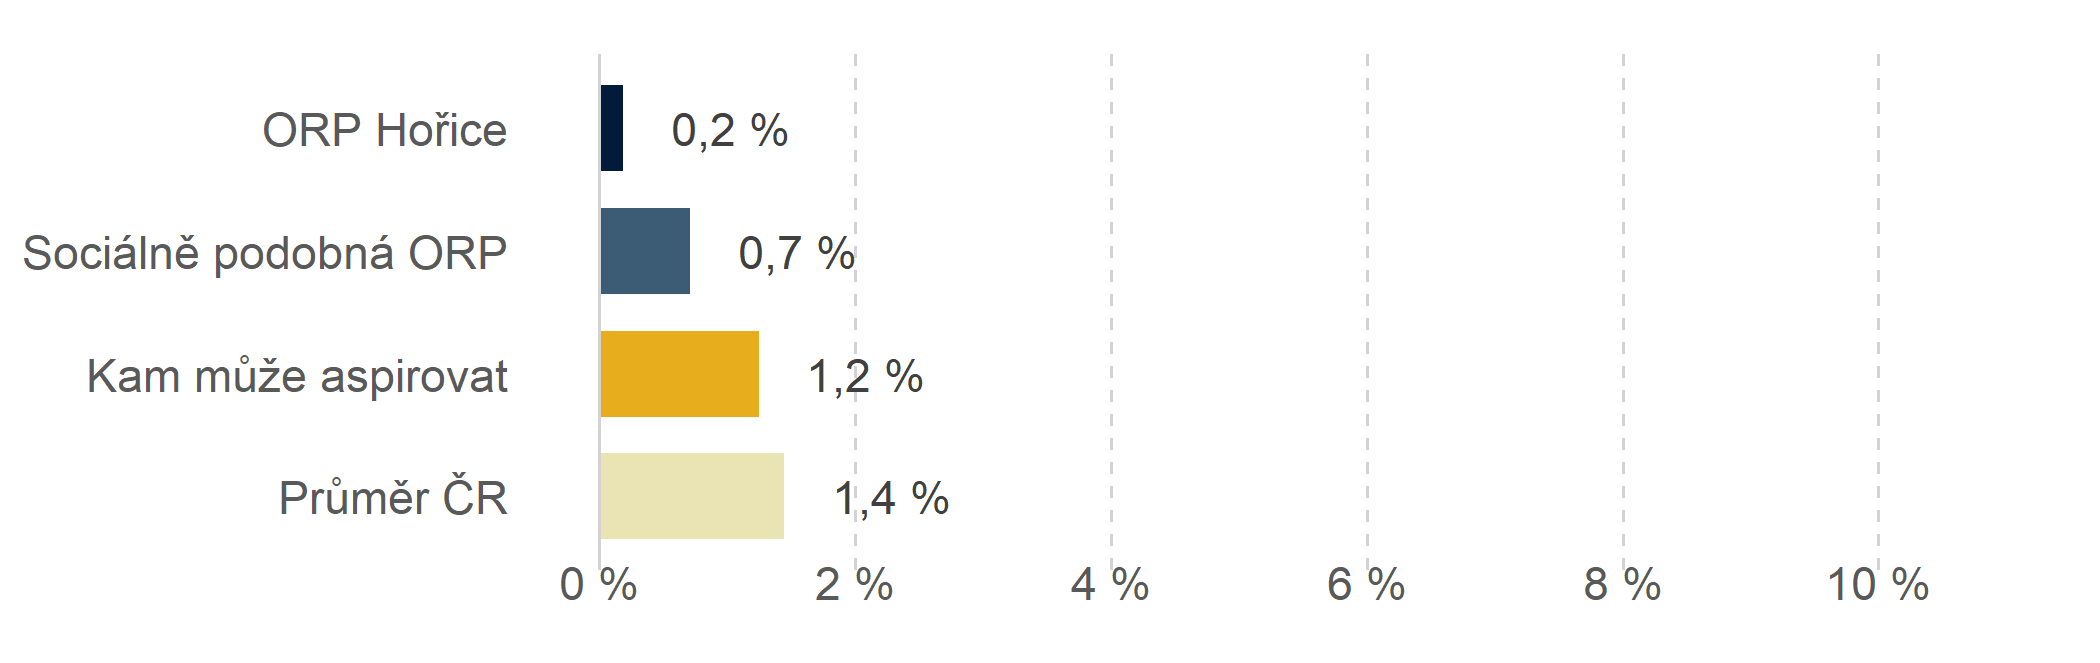 ORP Hořice 0,2 %
Sociálně podobná ORP 0,7 %
Kam může aspirovat 1,2 %
Průměr ČR 1,4 %
0 % 2 % 4 % 6 % 8 % 10 %